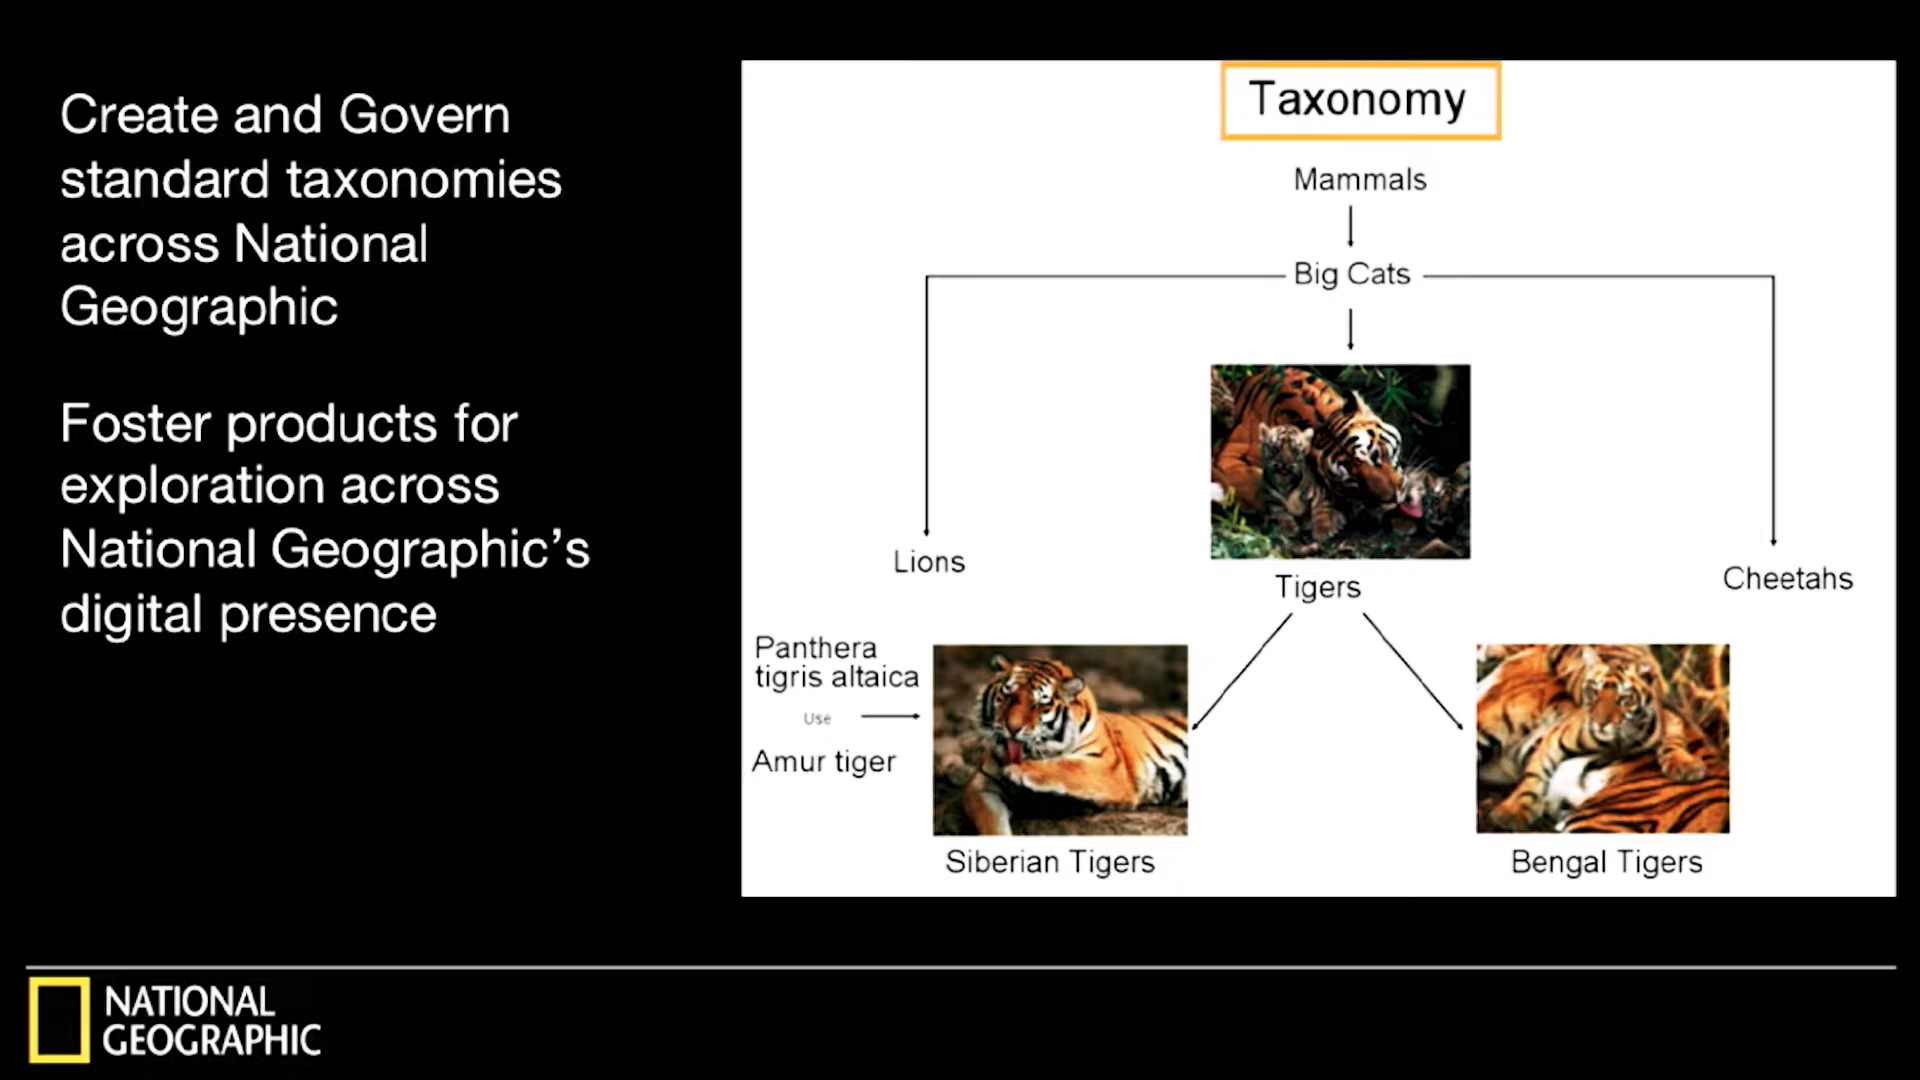 Create and Govern
standard taxonomies
across National
Geographic
Foster products for
exploration across
National Geographic's
digital presence
Taxonomy
Mammals
Big Cats
Lions
Tigers
Cheetahs
Panthera
tigris altaica
Use
Amur tiger
Siberian Tigers
Bengal Tigers
NATIONAL
GEOGRAPHIC